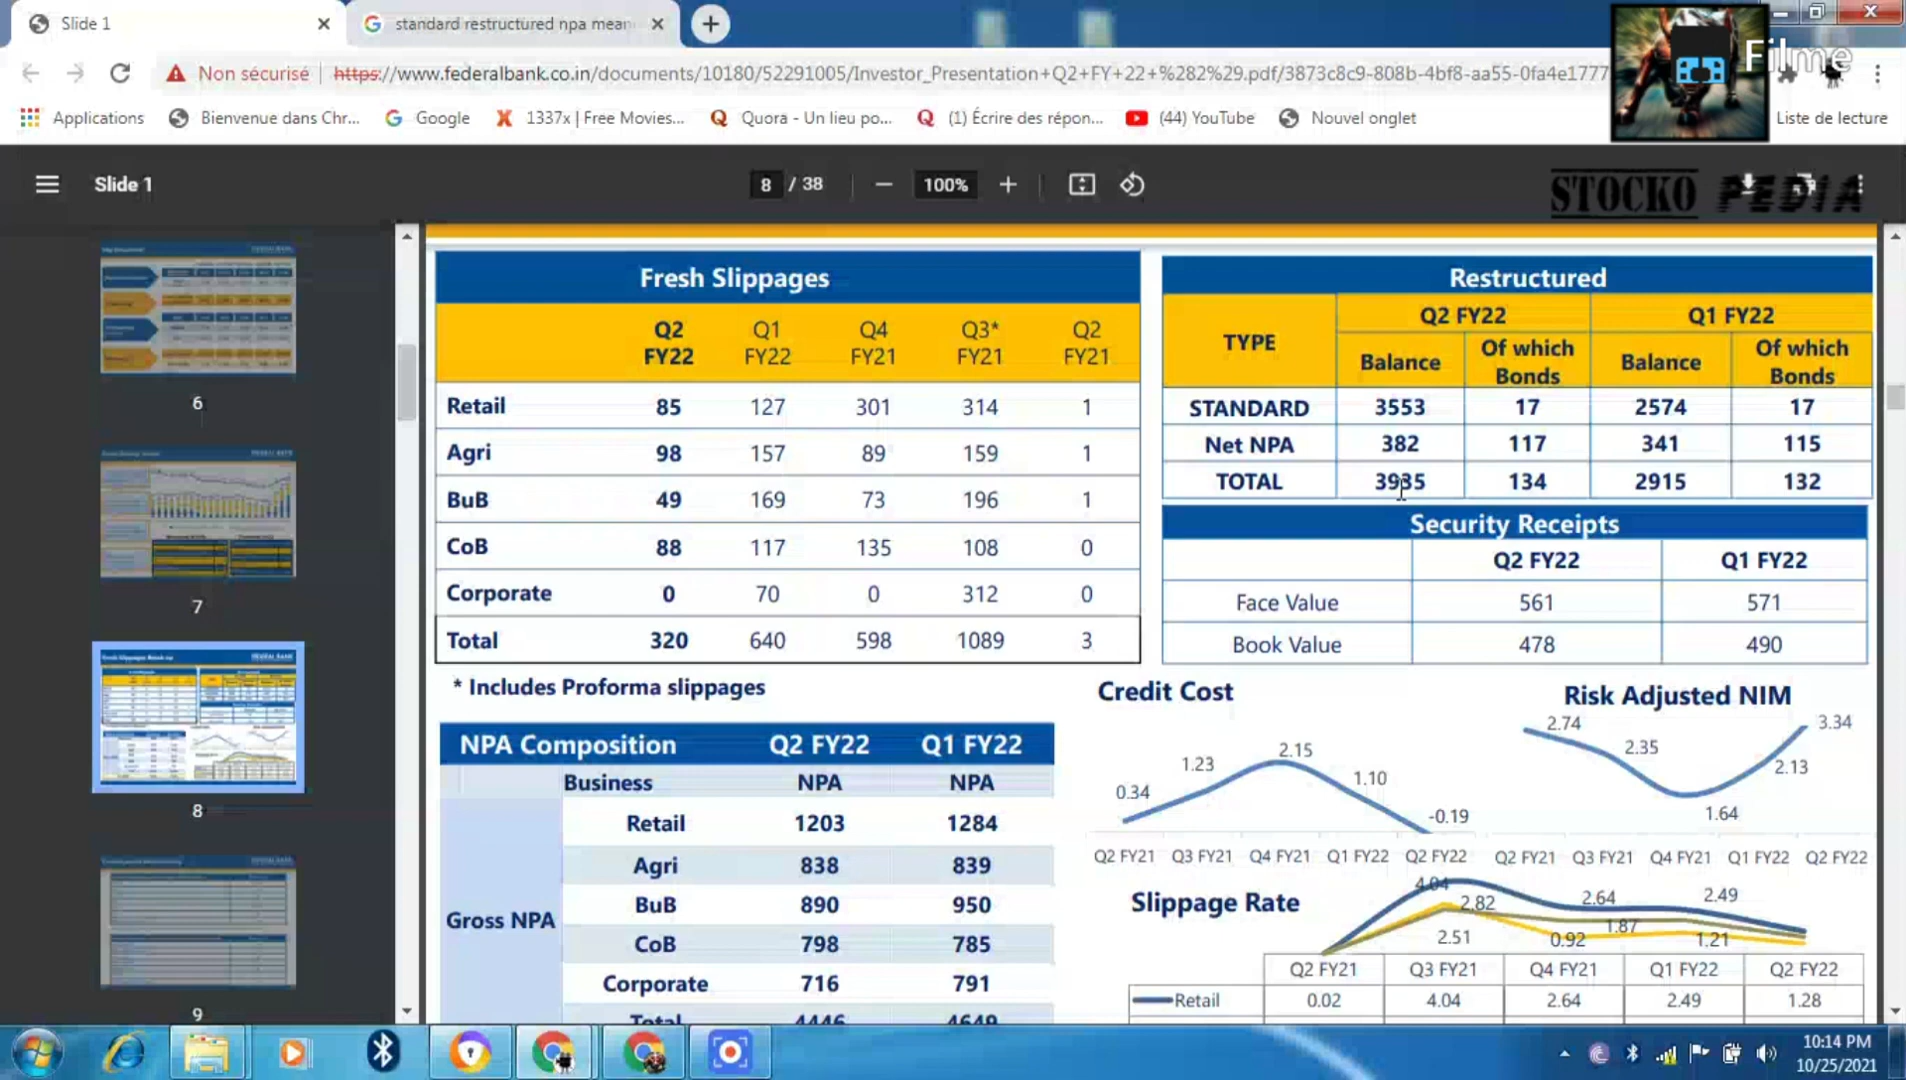 Slide 1
standard restructured npa mean
Filme
Non sécurisé
https://www.federalbank.co.in/documents/10180/52291005/Investor_Presentation+Q2+FY+22+%282%29.pdf/3873c8c9-808b-4bf8-aa55-0fa4e1777
Applications
Bienvenue dans Chr...
Google
1337x | Free Movies...
Quora - Un lieu po...
(1) Écrire des répon...
(44) YouTube
Nouvel onglet
Liste de lecture
Slide 1
8 / 38
100%
STOCKO PEDIA
6
7
8
9
Fresh Slippages
Q2 FY22 Q1 FY22 Q4 FY21 Q3* FY21 Q2 FY21
Retail 85 127 301 314 1
Agri 98 157 89 159 1
BuB 49 169 73 196 1
CoB 88 117 135 108 0
Corporate 0 70 0 312 0
Total 320 640 598 1089 3
* Includes Proforma slippages
Restructured
TYPE Q2 FY22 Q1 FY22
Balance Of which Bonds Balance Of which Bonds
STANDARD 3553 17 2574 17
Net NPA 382 117 341 115
TOTAL 3935 134 2915 132
Security Receipts
Q2 FY22 Q1 FY22
Face Value 561 571
Book Value 478 490
NPA Composition Q2 FY22 Q1 FY22
Business NPA NPA
Gross NPA
Retail 1203 1284
Agri 838 839
BuB 890 950
CoB 798 785
Corporate 716 791
Total 4446 4649
Credit Cost
0.34 1.23 2.15 1.10 -0.19
Q2 FY21 Q3 FY21 Q4 FY21 Q1 FY22 Q2 FY22
Risk Adjusted NIM
2.74 2.35 1.64 2.13 3.34
Q2 FY21 Q3 FY21 Q4 FY21 Q1 FY22 Q2 FY22
Slippage Rate
4.04 2.82 2.64 2.49
2.51 0.92 1.87 1.21
Q2 FY21 Q3 FY21 Q4 FY21 Q1 FY22 Q2 FY22
Retail 0.02 4.04 2.64 2.49 1.28
10:14 PM
10/25/2021